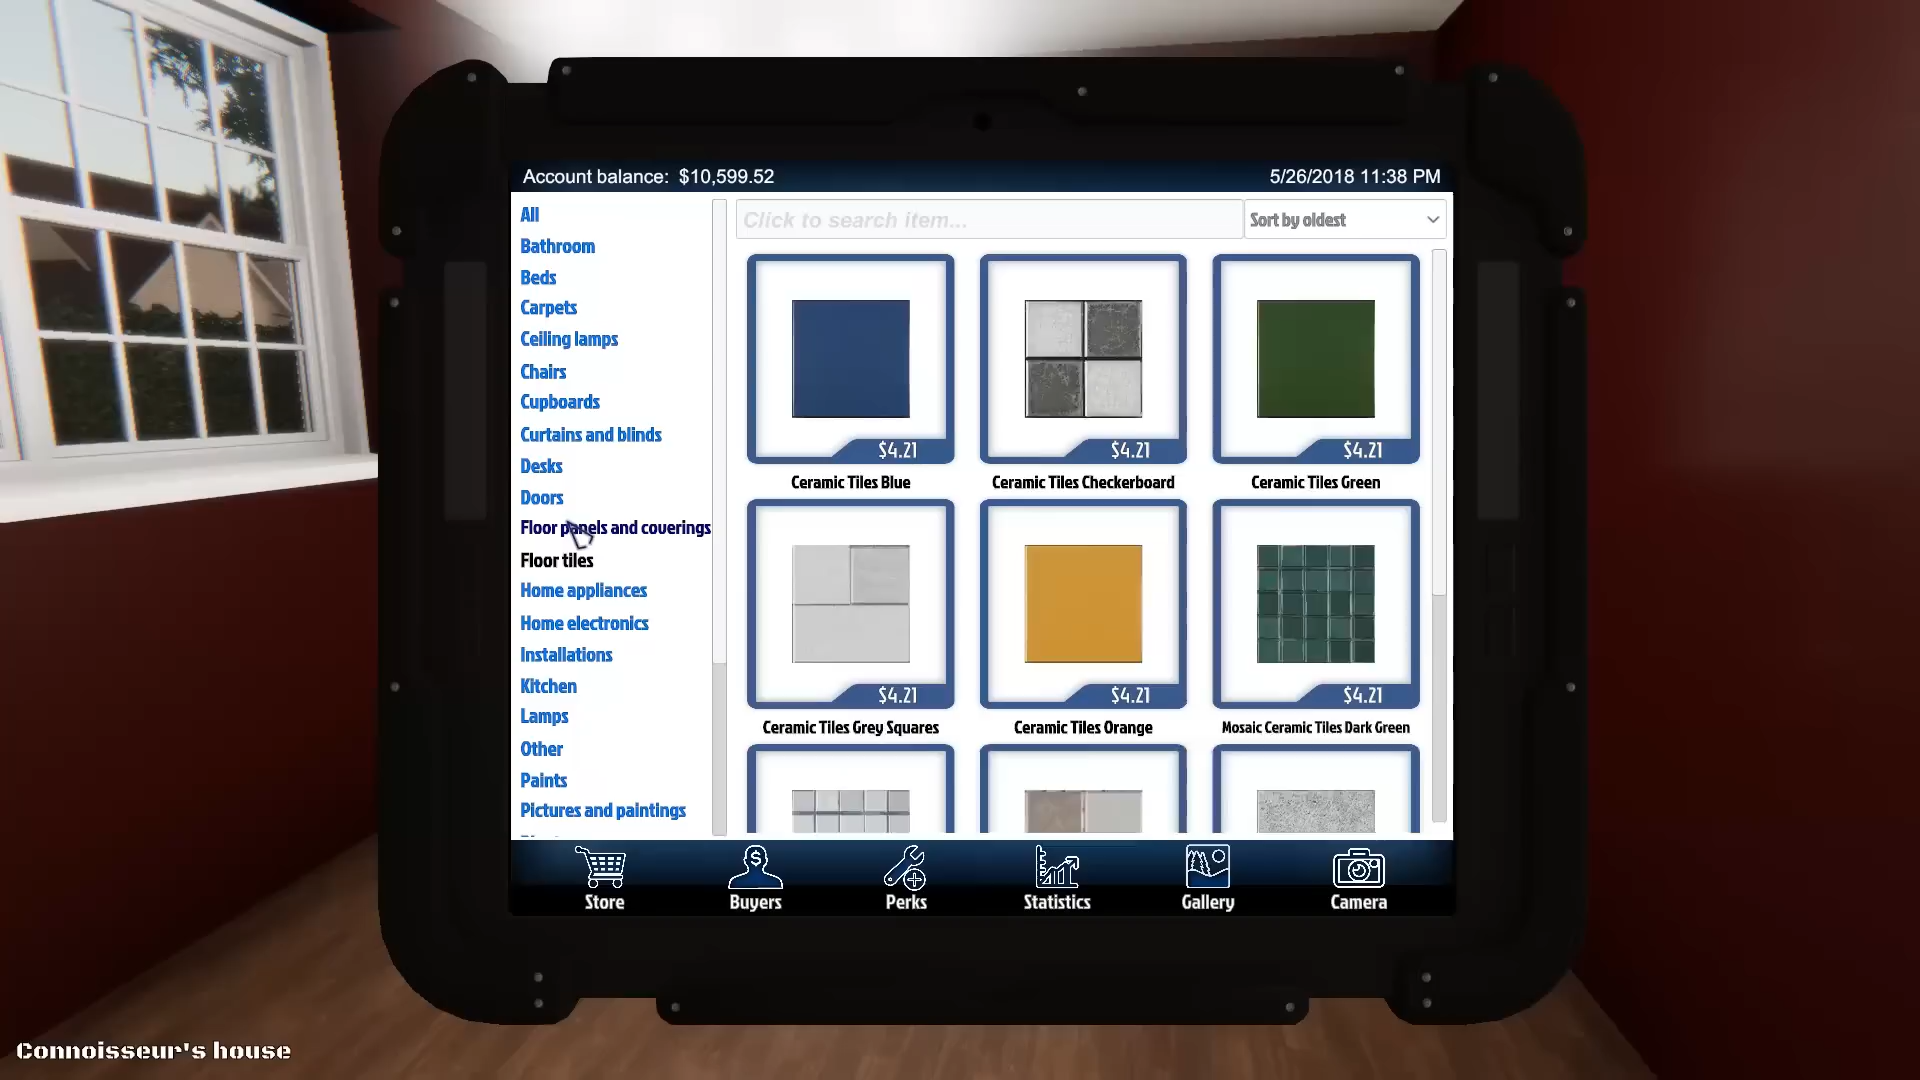 Account balance: $10,599.52
5/26/2018 11:38 PM
All
Bathroom
Beds
Carpets
Ceiling lamps
Chairs
Cupboards
Curtains and blinds
Desks
Doors
Floor panels and coverings
Floor tiles
Home appliances
Home electronics
Installations
Kitchen
Lamps
Other
Paints
Pictures and paintings
Click to search item...
Sort by oldest
$4.21
$4.21
$4.21
Ceramic Tiles Blue
Ceramic Tiles Checkerboard
Ceramic Tiles Green
$4.21
$4.21
$4.21
Ceramic Tiles Grey Squares
Ceramic Tiles Orange
Mosaic Ceramic Tiles Dark Green
Store
Buyers
Perks
Statistics
Gallery
Camera
Connoisseur's house